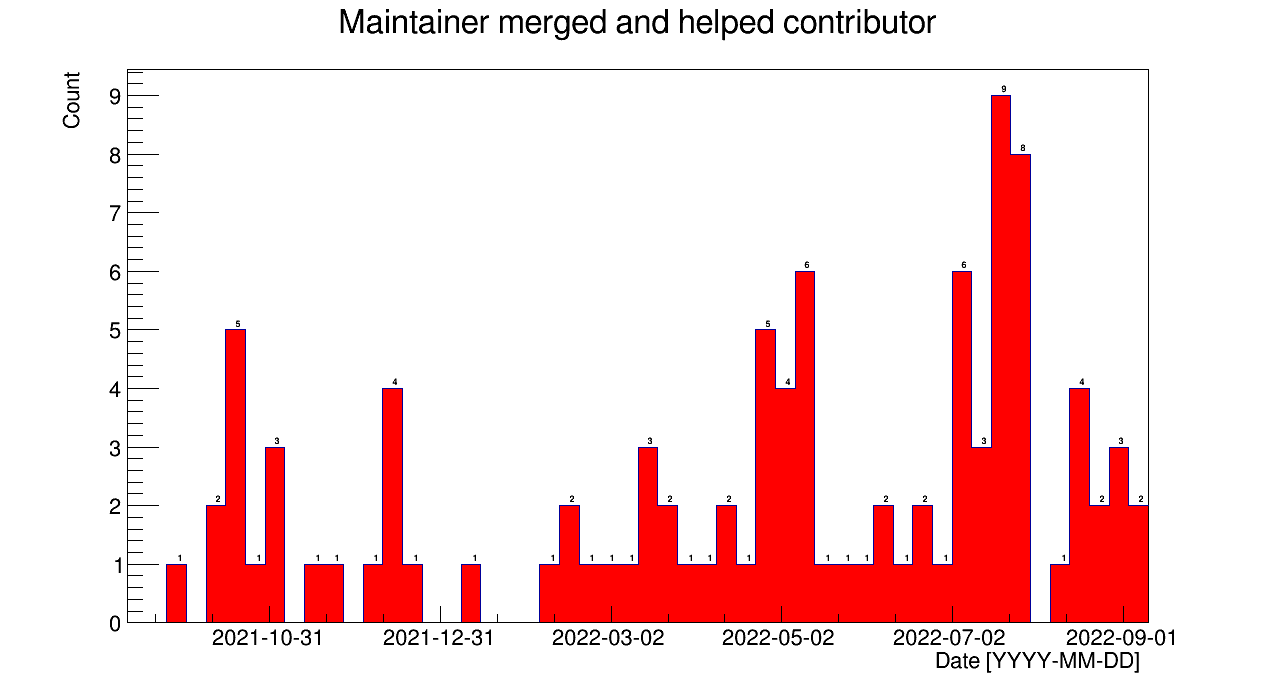 Maintainer merged and helped contributor
Count
9
8
7
6
5
4
3
2
1
0
1 2 5 1 3 1 1 1 4 1 1 1 2 1 1 1 3 2 1 1 2 1 5 4 6 1 1 1 2 1 2 1 6 3 9 8 1 4 2 3 2
2021-10-31 2021-12-31 2022-03-02 2022-05-02 2022-07-02 2022-09-01
Date [YYYY-MM-DD]